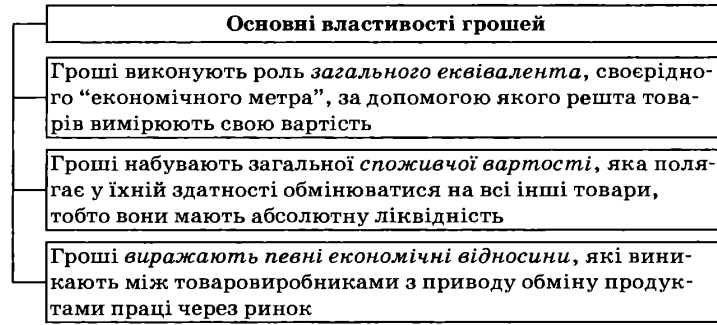 Основні властивості грошей
Гроші виконують роль загального еквівалента, своєрідно-
го “економічного метра”, за допомогою якого решта това-
рів вимірюють свою вартість
Гроші набувають загальної споживчої вартості, яка поля-
гає у їхній здатності обмінюватися на всі інші товари,
тобто вони мають абсолютну ліквідність
Гроші виражають певні економічні відносини, які вини-
кають між товаровиробниками з приводу обміну продук-
тами праці через ринок